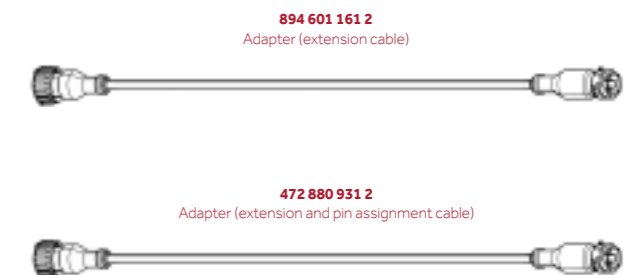 894 601 161 2
Adapter (extension cable)
472 880 931 2
Adapter (extension and pin assignment cable)